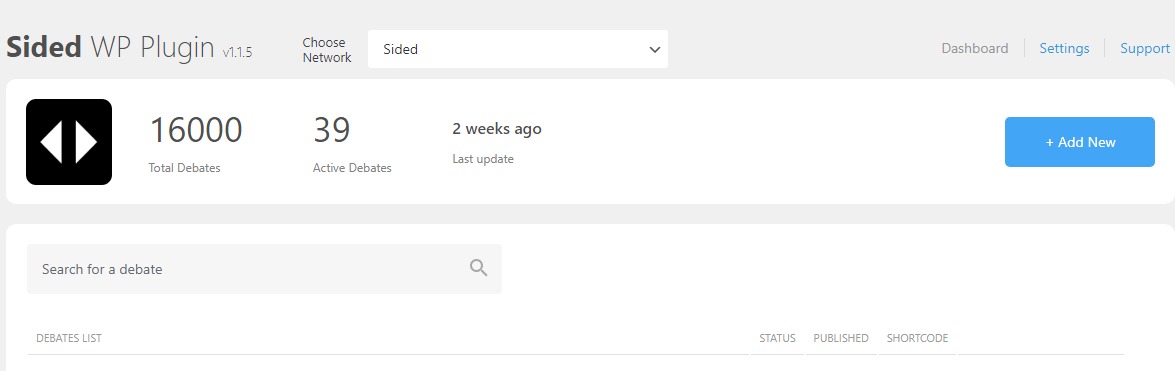 Sided WP Plugin v1.1.5
Choose
Network
Sided
Dashboard
Settings
Support
16000
Total Debates
39
Active Debates
2 weeks ago
Last update
+ Add New
Search for a debate
DEBATES LIST
STATUS
PUBLISHED
SHORTCODE